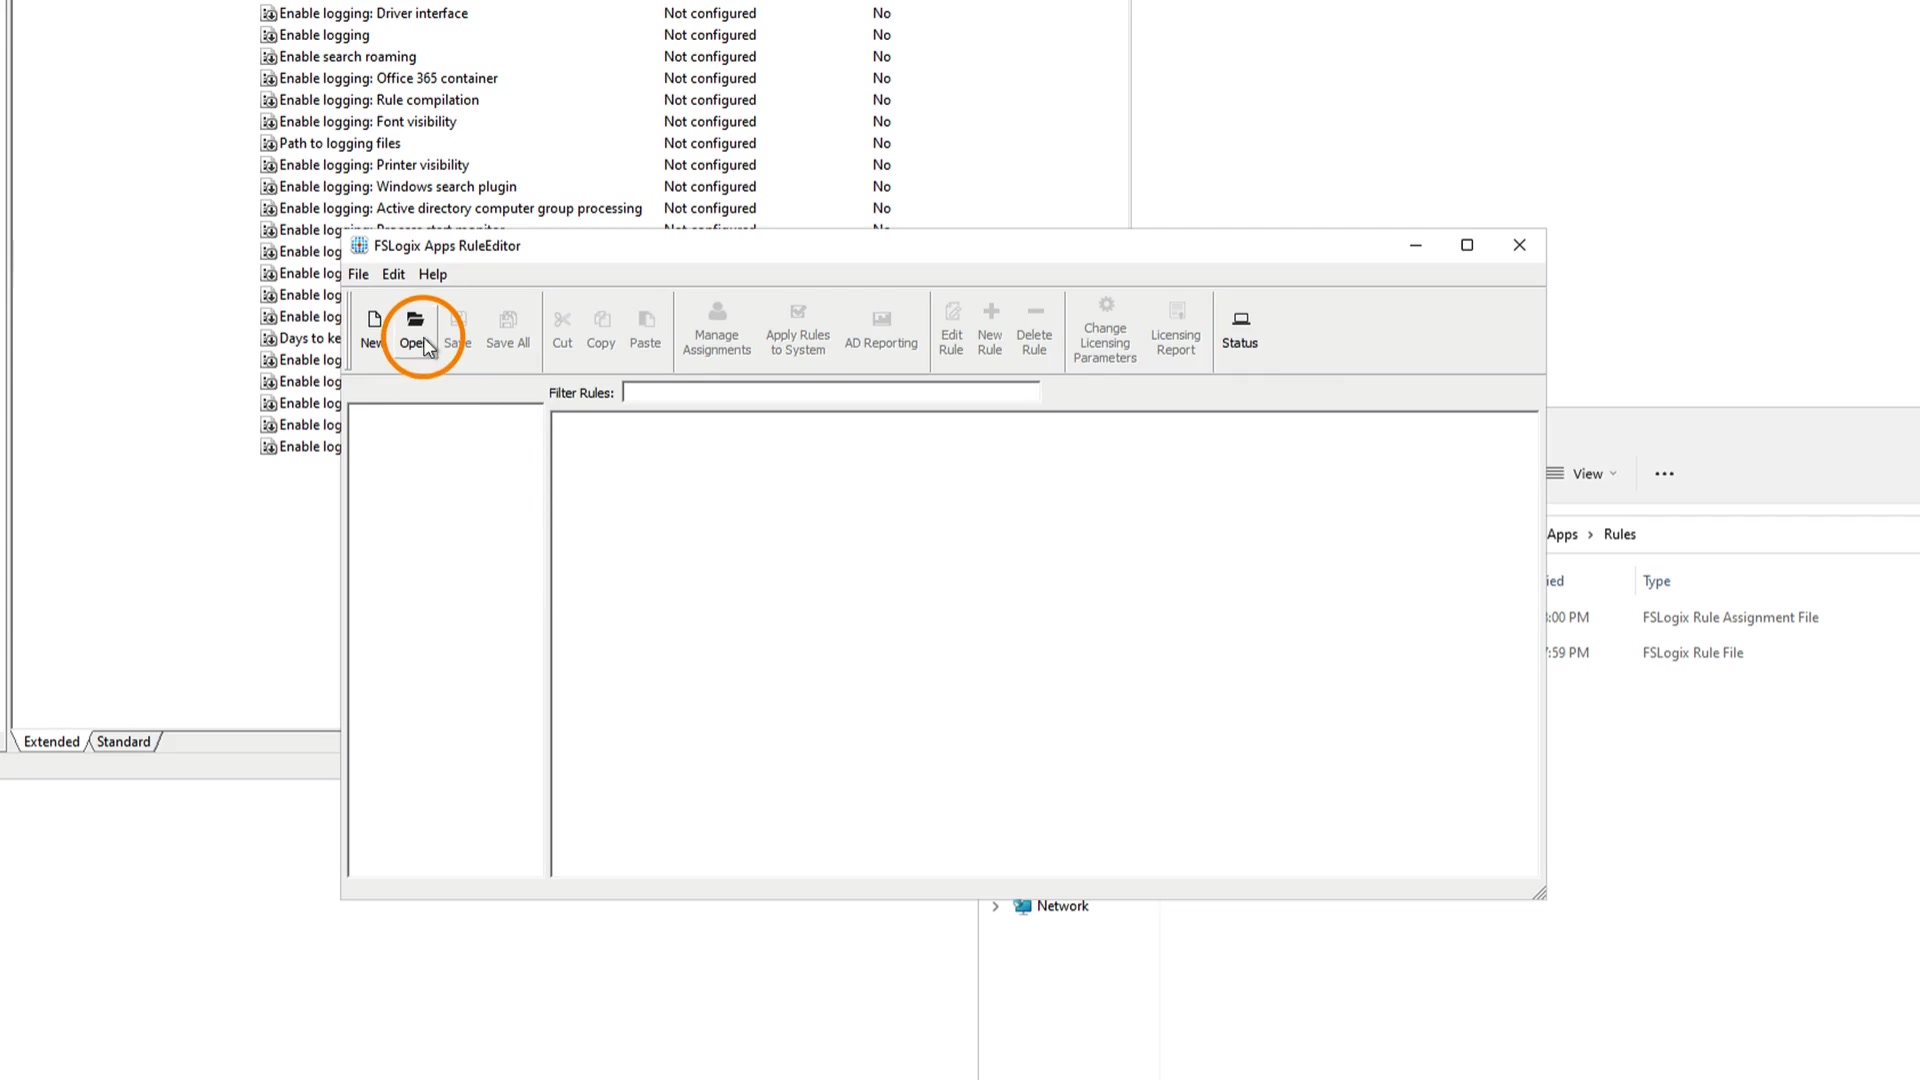 Enable logging: Driver interface Not configured No
Enable logging Not configured No
Enable search roaming Not configured No
Enable logging: Office 365 container Not configured No
Enable logging: Rule compilation Not configured No
Enable logging: Font visibility Not configured No
Path to logging files Not configured No
Enable logging: Printer visibility Not configured No
Enable logging: Windows search plugin Not configured No
Enable logging: Active directory computer group processing Not configured No
Enable log
FSLogix Apps RuleEditor
Enable log
File Edit Help
Enable log
Enable log
Enable log
Days to ke
Enable log
Enable log
Enable log
Enable log
Enable log
New Open Save Save All Cut Copy Paste
Manage Assignments
Apply Rules to System
AD Reporting
Edit Rule
New Rule
Delete Rule
Change Licensing Parameters
Licensing Report
Status
Filter Rules:
View
Apps Rules
ied Type
:00 PM FSLogix Rule Assignment File
:59 PM FSLogix Rule File
Extended Standard
Network